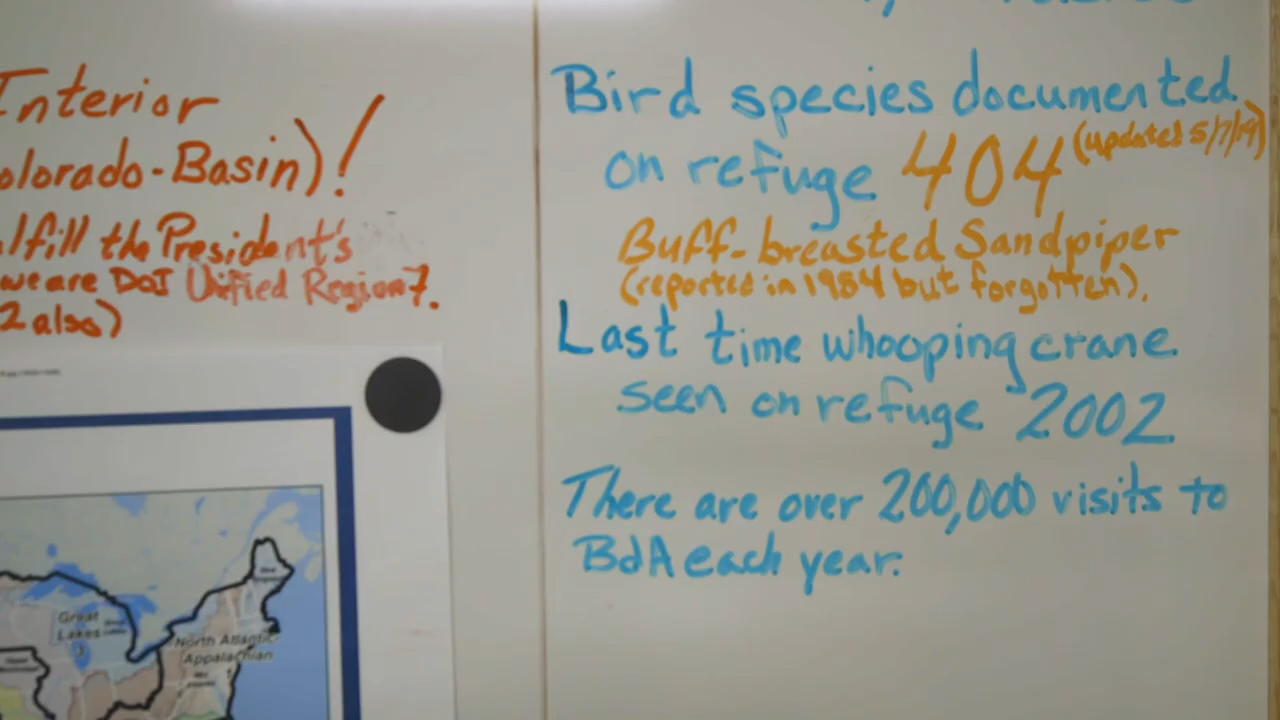 Interior
olorado-Basin)!
lfill the President's
we are DOI Unified Region 7.
2 also)
Great
Lakes
North Atlantic-
Appalachian
Bird species documented
on refuge 404 (updated 5/7/19)
Buff-breasted Sandpiper
(reported in 1984 but forgotten).
Last time whooping crane
seen on refuge 2002.
There are over 200,000 visits to
BdA each year.